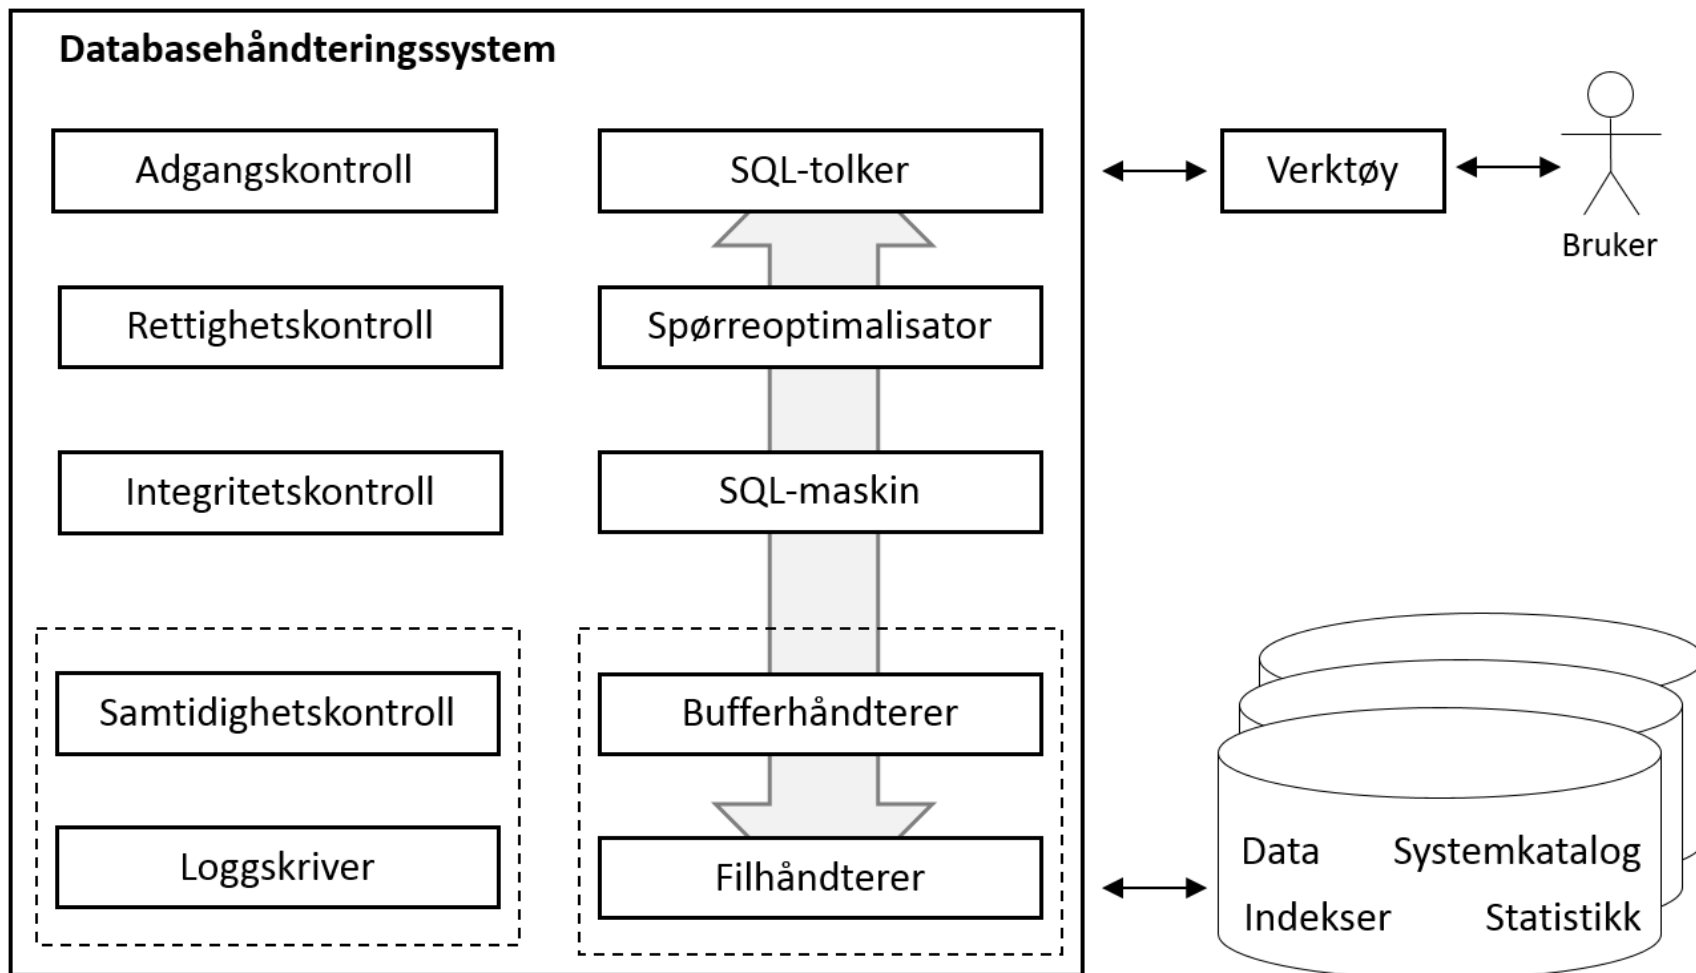 Databasehåndteringssystem
Adgangskontroll
SQL-tolker
Verktøy
Bruker
Rettighetskontroll
Spørreoptimalisator
Integritetskontroll
SQL-maskin
Samtidighetskontroll
Bufferhåndterer
Loggskriver
Filhåndterer
Data Systemkatalog
Indekser Statistikk